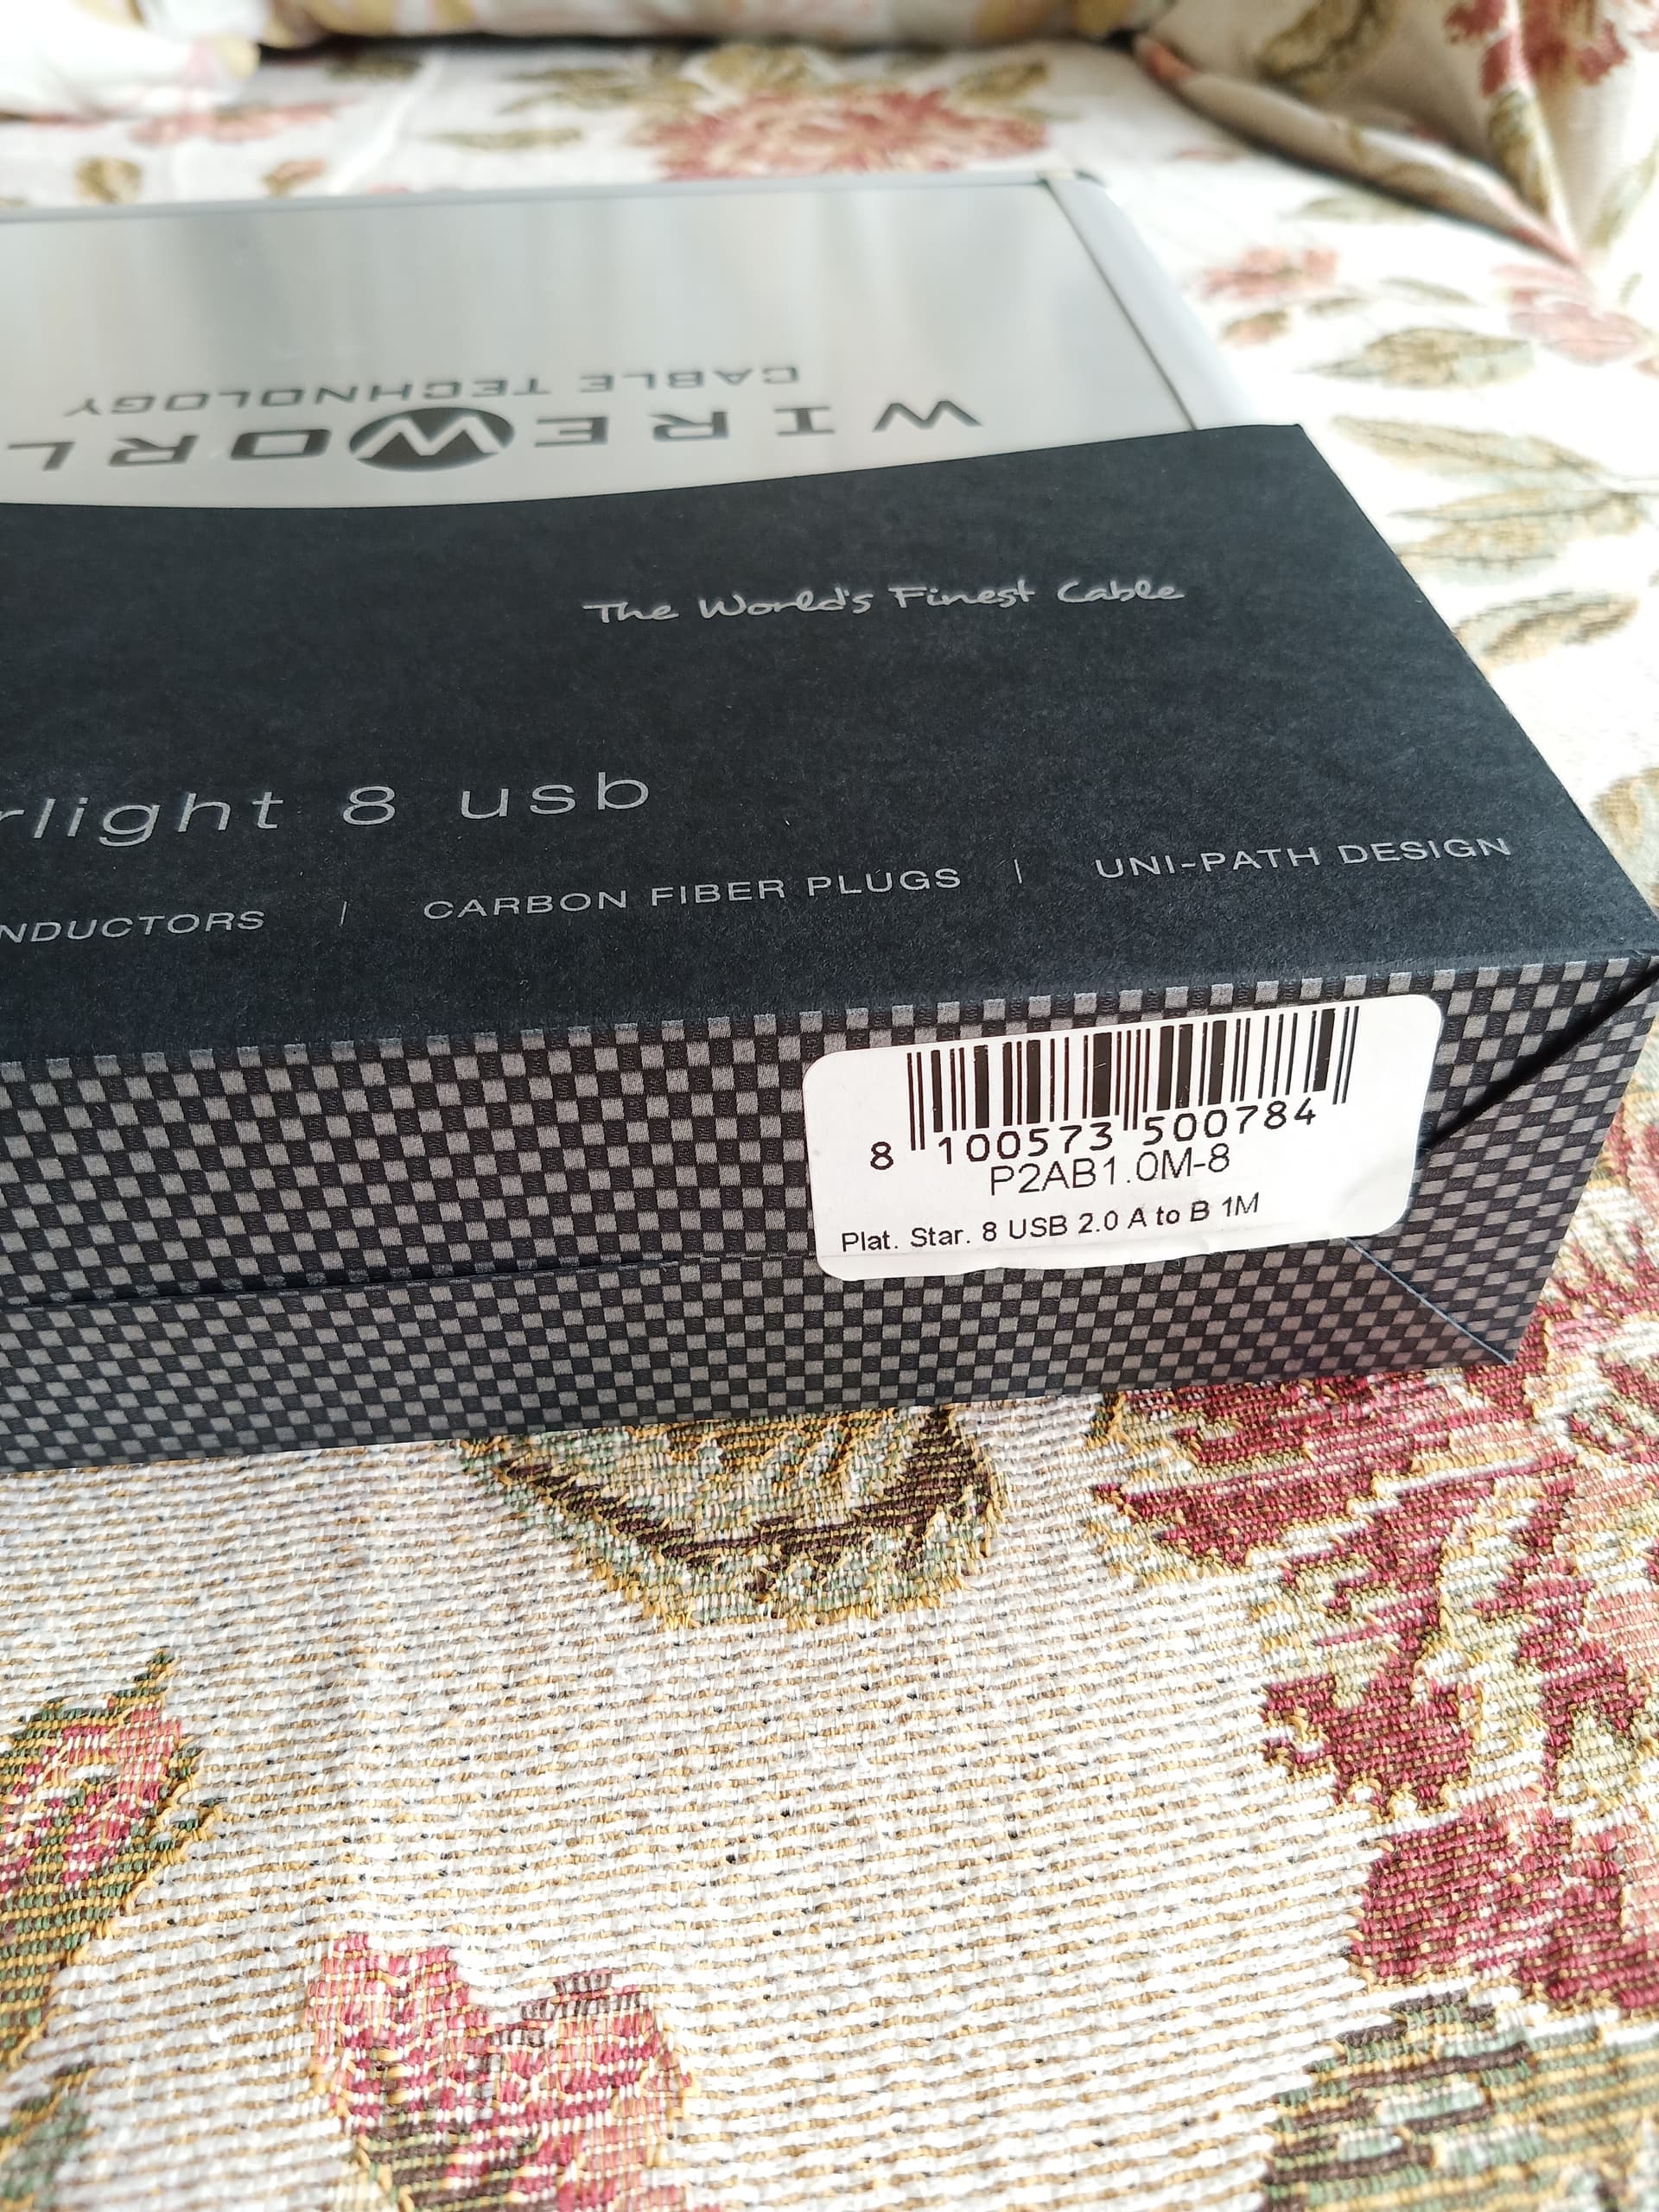 CABLE TECHNOLOGY
WIREWORL
The World's Finest Cable
rlight 8 usb
NDUCTORS | CARBON FIBER PLUGS | UNI-PATH DESIGN
8 100573 500784
P2AB1.0M-8
Plat. Star. 8 USB 2.0 A to B 1M